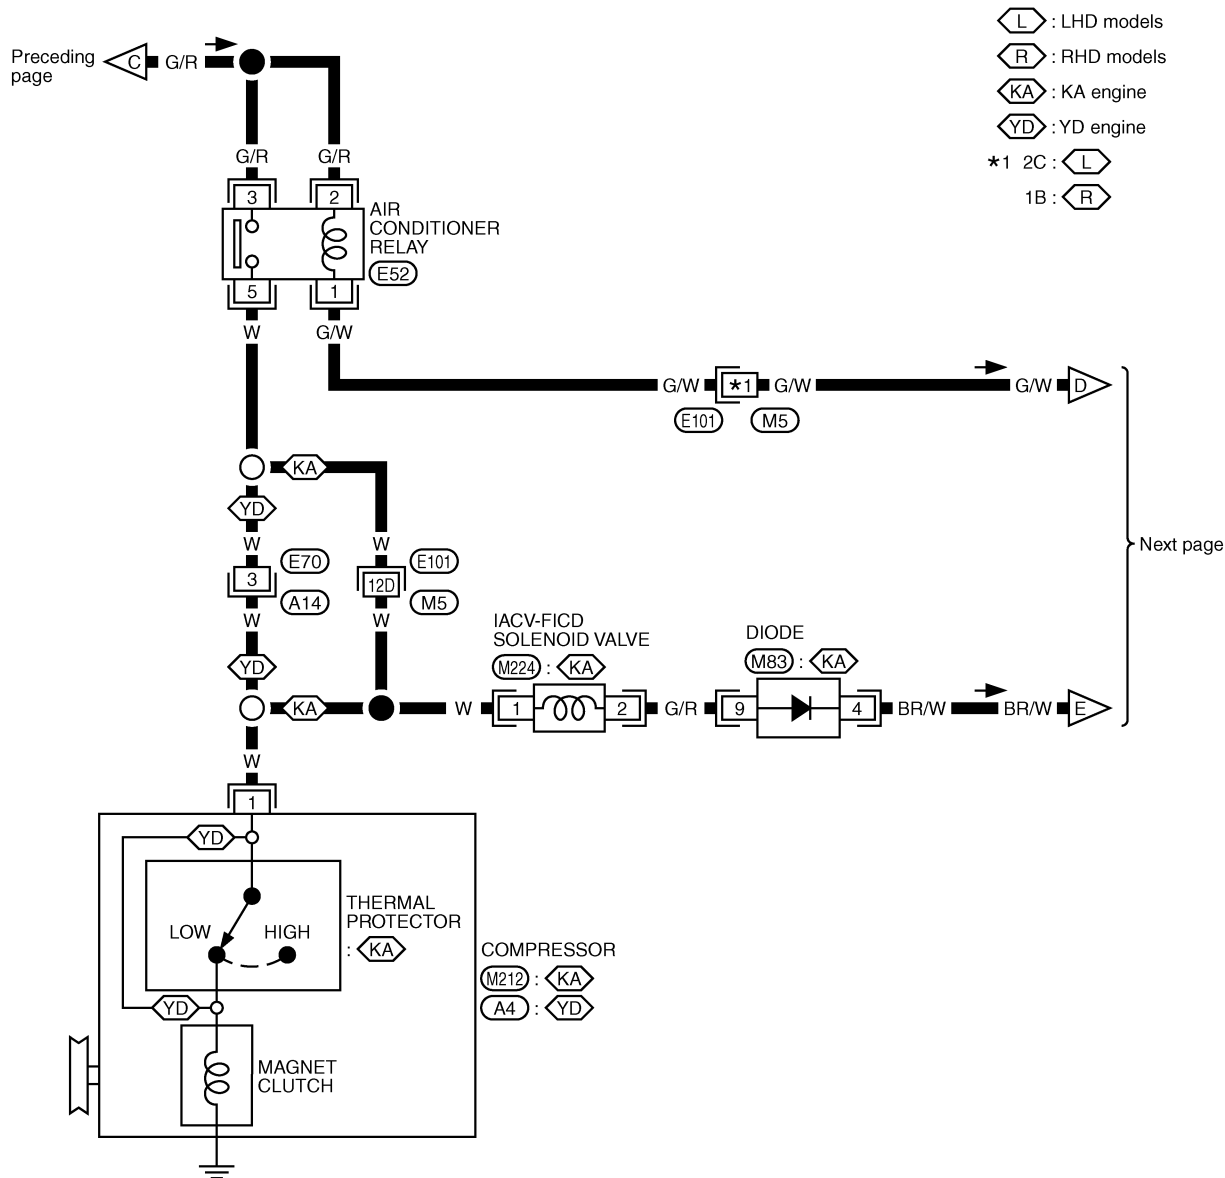 L : LHD models
R : RHD models
KA : KA engine
YD : YD engine
*1 2C : L
1B : R
Preceding
page
C G/R
G/R G/R
3 2
AIR
CONDITIONER
RELAY
E52
5 1
W G/W
G/W *1 G/W G/W D
E101 M5
KA
YD
W W
E70 E101
3 12D
A14 M5
W W
Next page
YD
IACV-FICD
SOLENOID VALVE
M224 : KA
DIODE
M83 : KA
KA W 1 2 G/R 9 4 BR/W BR/W E
W
1
YD
THERMAL
PROTECTOR
: KA
LOW HIGH
COMPRESSOR
M212 : KA
A4 : YD
YD
MAGNET
CLUTCH